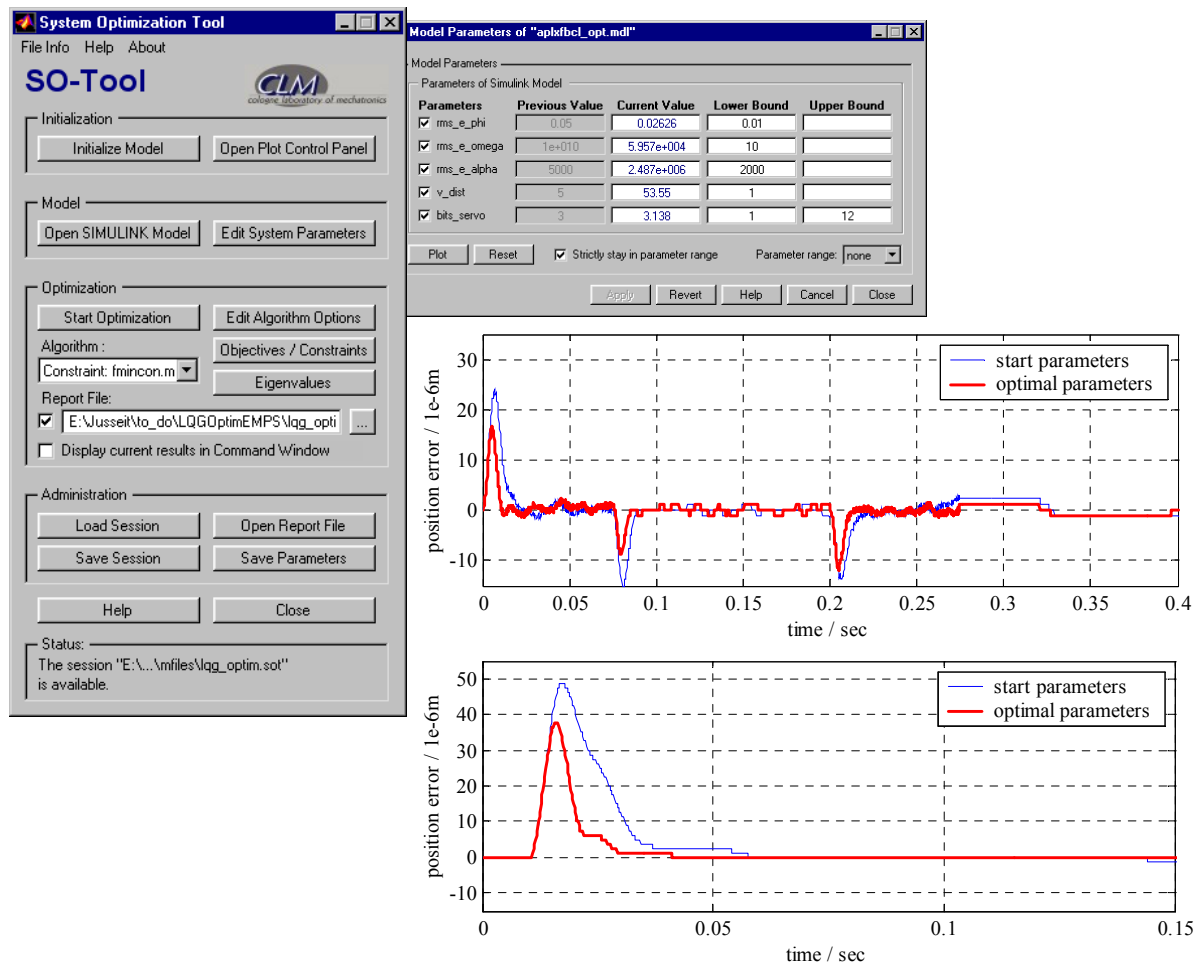 System Optimization Tool
File Info Help About
SO-Tool
CLM
cologne laboratory of mechatronics
Initialization
Initialize Model Open Plot Control Panel
Model
Open SIMULINK Model Edit System Parameters
Optimization
Start Optimization Edit Algorithm Options
Algorithm : Objectives / Constraints
Constraint: fmincon.m Eigenvalues
Report File:
E:\Jusseit\to_do\LQGOptimEMPS\lqg_opti ...
Display current results in Command Window
Administration
Load Session Open Report File
Save Session Save Parameters
Help Close
Status:
The session "E:\...\mfiles\lqg_optim.sot"
is available.
Model Parameters of "aplxfbcl_opt.mdl"
Model Parameters
Parameters of Simulink Model
Parameters Previous Value Current Value Lower Bound Upper Bound
rms_e_phi 0.05 0.02626 0.01
rms_e_omega 1e+010 5.957e+004 10
rms_e_alpha 5000 2.487e+006 2000
v_dist 5 53.55 1
bits_servo 3 3.138 1 12
Plot Reset Strictly stay in parameter range Parameter range: none
Apply Revert Help Cancel Close
position error / 1e-6m
30
20
10
0
-10
start parameters
optimal parameters
0 0.05 0.1 0.15 0.2 0.25 0.3 0.35 0.4
time / sec
position error / 1e-6m
50
40
30
20
10
0
-10
start parameters
optimal parameters
0 0.05 0.1 0.15
time / sec